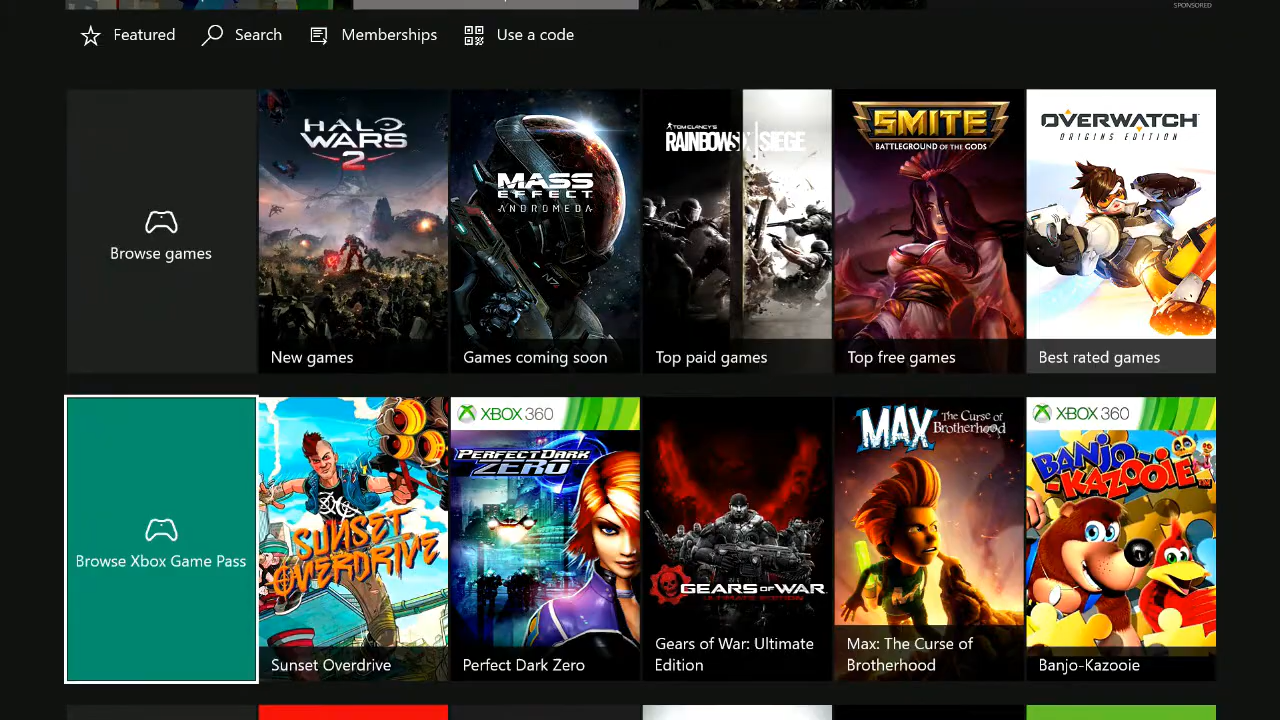 SPONSORED
Featured
Search
Memberships
Use a code
Browse games
HALO
WARS
2
New games
MASS
EFFECT
ANDROMEDA
N7
Games coming soon
TOM CLANCY'S
RAINBOW SIX | SIEGE
Top paid games
SMITE
BATTLEGROUND OF THE GODS
Top free games
OVERWATCH
ORIGINS EDITION
Best rated games
Browse Xbox Game Pass
SUNSET
OVERDRIVE
Sunset Overdrive
XBOX 360
PERFECT DARK
ZERO
Perfect Dark Zero
GEARS OF WAR
ULTIMATE EDITION
Gears of War: Ultimate
Edition
MAX The Curse of
Brotherhood
Max: The Curse of
Brotherhood
XBOX 360
BANJO-
KAZOOIE
Banjo-Kazooie